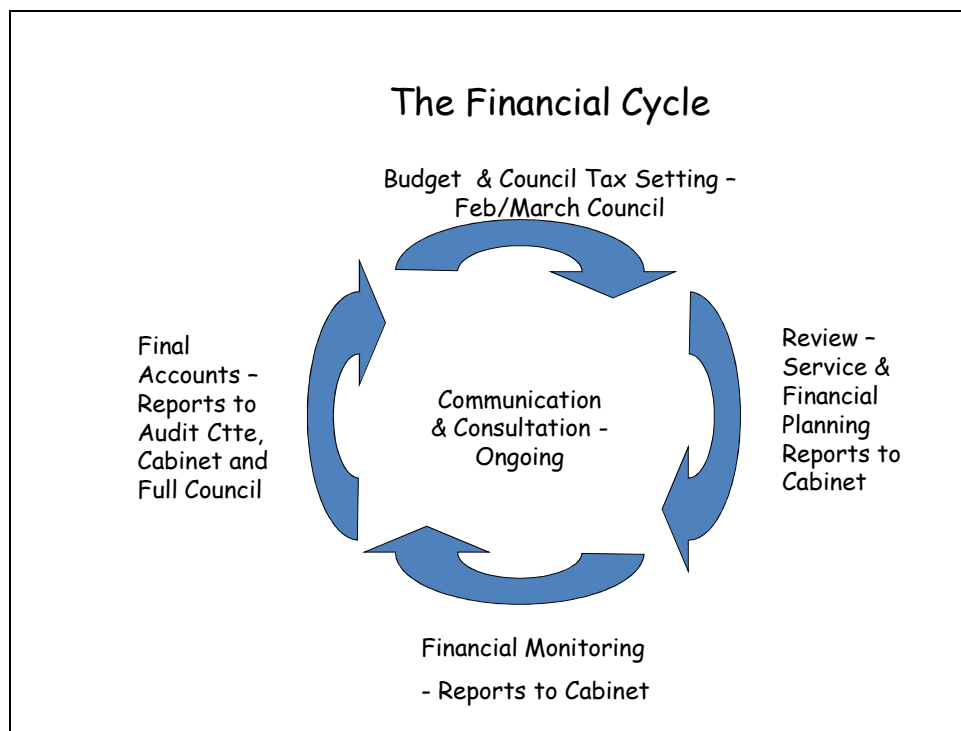 The Financial Cycle
Budget & Council Tax Setting –
Feb/March Council
Review –
Service &
Financial
Planning
Reports to
Cabinet
Financial Monitoring
- Reports to Cabinet
Final
Accounts –
Reports to
Audit Ctte,
Cabinet and
Full Council
Communication
& Consultation -
Ongoing